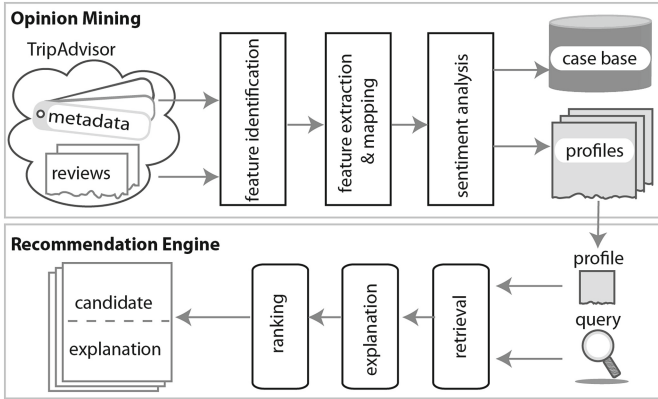 Opinion Mining
TripAdvisor
metadata
reviews
feature identification
feature extraction
& mapping
sentiment analysis
case base
profiles
Recommendation Engine
candidate
explanation
ranking
explanation
retrieval
profile
query